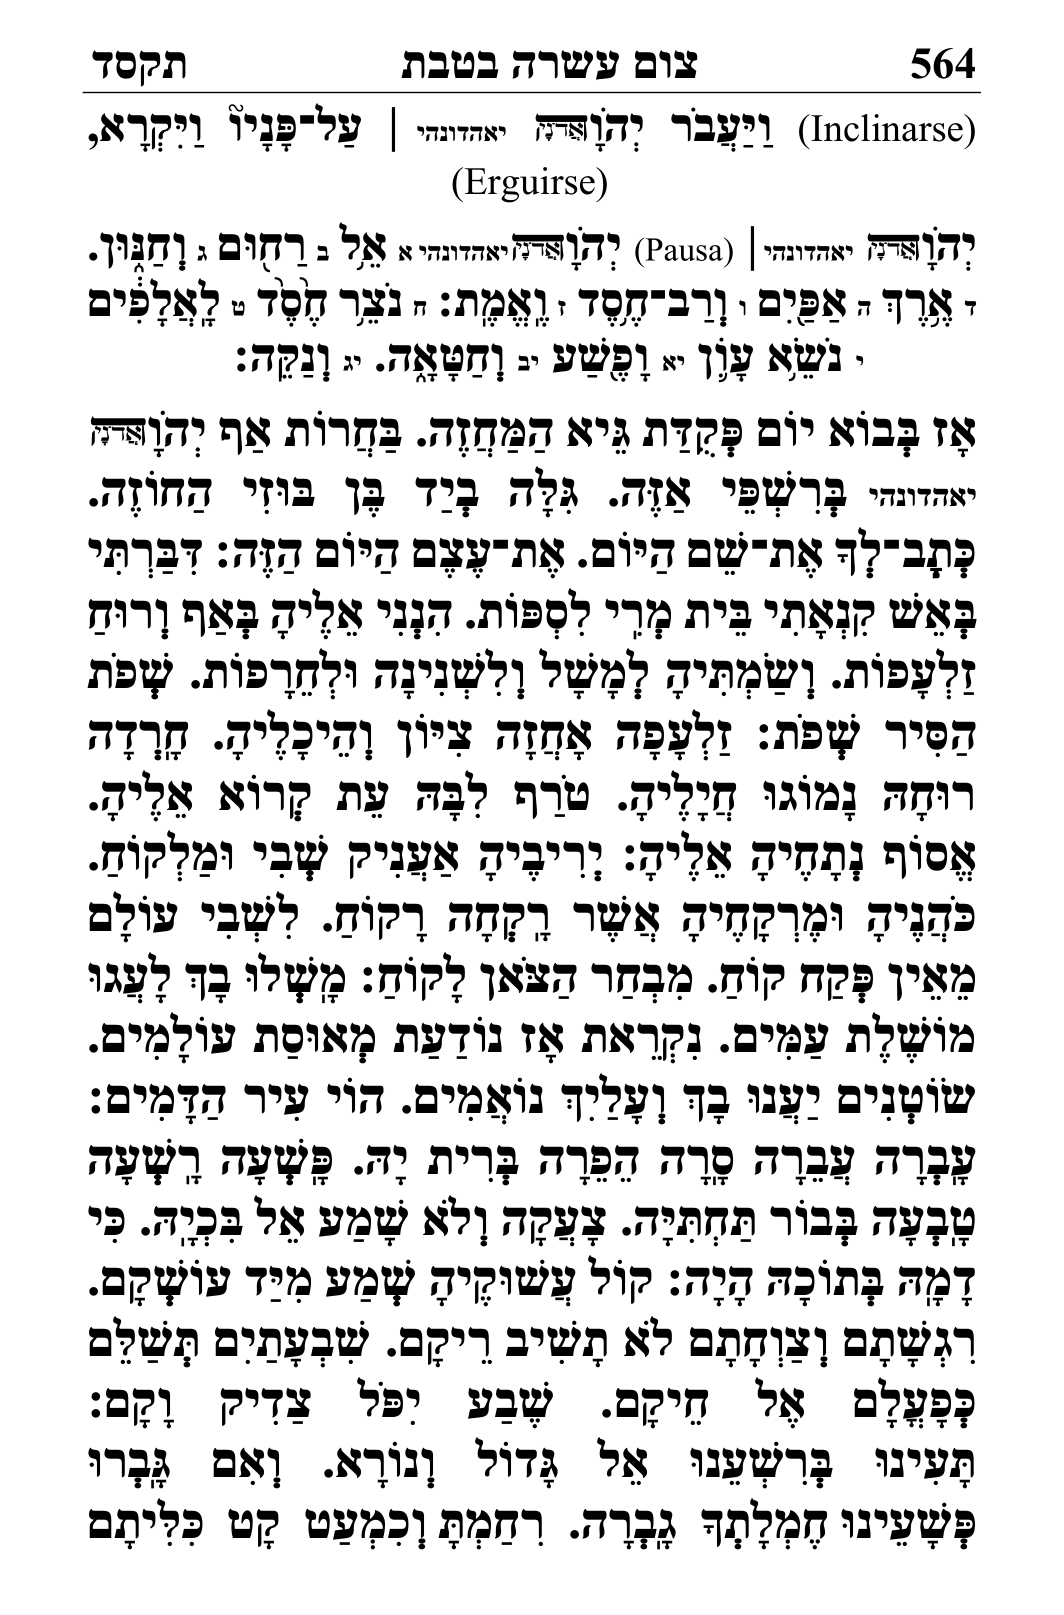 564 צום עשרה בטבת תקסד
(Inclinarse) וַיַּעֲבֹר יְהֹוָה אֲדֹנָי יאהדונהי | עַל־פָּנָיו֮ וַיִּקְרָא,
(Erguirse)
יְהֹוָה אֲדֹנָי יאהדונהי | (Pausa) יְהֹוָה אֲדֹנָי יאהדונהי א אֵל ב רַחוּם ג וְחַנּוּן.
ד אֶרֶךְ ה אַפַּיִם ו וְרַב־חֶסֶד ז וֶאֱמֶת: ח נֹצֵר חֶסֶד ט לָאֲלָפִים
י נֹשֵׂא עָוֹן יא וָפֶשַׁע יב וְחַטָּאָה. יג וְנַקֵּה:
אָז בְּבוֹא יוֹם פְּקֻדַּת גֵּיא הַמַּחֲזֶה. בַּחֲרוֹת אַף יְהֹוָה אֲדֹנָי
יאהדונהי בְּרִשְׁפֵּי אַזֶּה. גִּלָּה בְיַד בֶּן בּוּזִי הַחוֹזֶה.
כְּתָב־לְךָ אֶת־שֵׁם הַיּוֹם. אֶת־עֶצֶם הַיּוֹם הַזֶּה: דִּבַּרְתִּי
בְּאֵשׁ קִנְאָתִי בֵּית מְרִי לִסְפּוֹת. הִנְנִי אֵלֶיהָ בְּאַף וְרוּחַ
זַלְעָפוֹת. וְשַׂמְתִּיהָ לְמָשָׁל וְלִשְׁנִינָה וּלְחֵרָפוֹת. שְׁפֹת
הַסִּיר שְׁפֹת: זַלְעָפָה אָחֲזָה צִיּוֹן וְהֵיכָלֶיהָ. חָרְדָה
רוּחָהּ נָמוֹגוּ חֲיָלֶיהָ. טֹרַף לִבָּהּ עֵת קְרוֹא אֵלֶיהָ.
אֱסוֹף נְתָחֶיהָ אֵלֶיהָ: יְרִיבֶיהָ אַעֲנִיק שְׁבִי וּמַלְקוֹחַ.
כֹּהֲנֶיהָ וּמֶרְקָחֶיהָ אֲשֶׁר רָקְחָה רָקוֹחַ. לִשְׁבִי עוֹלָם
מֵאֵין פְּקַח קוֹחַ. מִבְחַר הַצֹּאן לָקוֹחַ: מָשְׁלוּ בָךְ לָעֲגוּ
מוֹשֶׁלֶת עַמִּים. נִקְרֵאת אָז נוֹדַעַת מְאוּסַת עוֹלָמִים.
שׂוֹטְנִים יַעֲנוּ בָךְ וְעָלַיִךְ נוֹאֲמִים. הוֹי עִיר הַדָּמִים:
עָבְרָה עֲבֵרָה סָרָה הֵפֵרָה בְּרִית יָהּ. פָּשְׁעָה רָשְׁעָה
טָבְעָה בְּבוֹר תַּחְתִּיָּה. צָעֲקָה וְלֹא שָׁמַע אֵל בִּכְיָהּ. כִּי
דָמָהּ בְּתוֹכָהּ הָיָה: קוֹל עֲשׁוּקֶיהָ שְׁמַע מִיַּד עוֹשְׁקָם.
רִגְשָׁתָם וְצַוְחָתָם לֹא תָשִׁיב רֵיקָם. שִׁבְעָתַיִם תְּשַׁלֵּם
כְּפָעֳלָם אֶל חֵיקָם. שֶׁבַע יִפֹּל צַדִּיק וָקָם:
תָּעִינוּ בְּרִשְׁעֵנוּ אֵל גָּדוֹל וְנוֹרָא. וְאִם גָּבְרוּ
פְּשָׁעֵינוּ חֶמְלָתְךָ גָבְרָה. רִחַמְתָּ וְכִמְעַט קָט כִּלִּיתָם